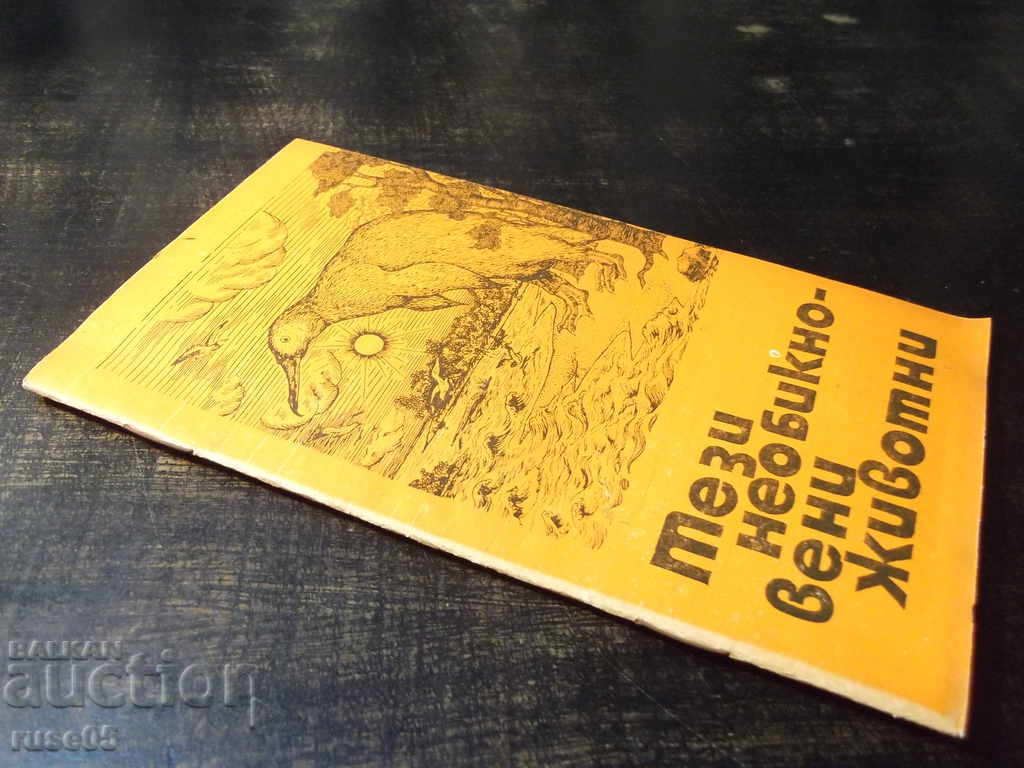 Тези
необикно-
вени
животни
BALKAN
auction
ruse05